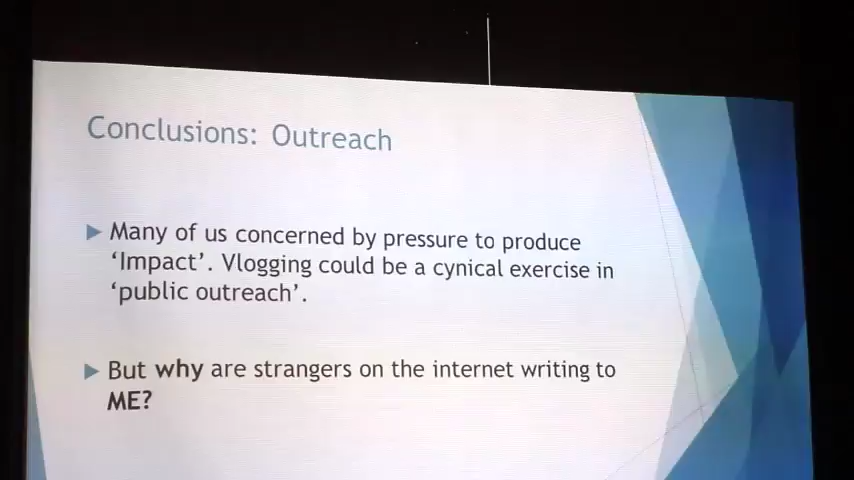 Conclusions: Outreach
Many of us concerned by pressure to produce
‘Impact’. Vlogging could be a cynical exercise in
‘public outreach’.
But why are strangers on the internet writing to
ME?